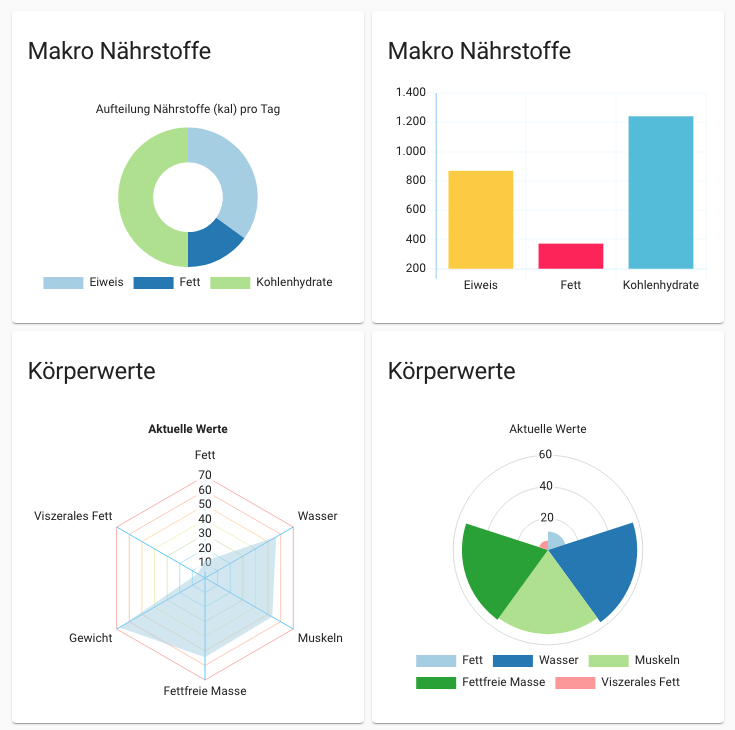 Makro Nährstoffe
Aufteilung Nährstoffe (kal) pro Tag
Eiweis Fett Kohlenhydrate
Makro Nährstoffe
1.400
1.200
1.000
800
600
400
200
Eiweis Fett Kohlenhydrate
Körperwerte
Aktuelle Werte
Fett
70
60
50
40
30
20
10
Viszerales Fett Wasser
Gewicht Muskeln
Fettfreie Masse
Körperwerte
Aktuelle Werte
60
40
20
Fett Wasser Muskeln
Fettfreie Masse Viszerales Fett